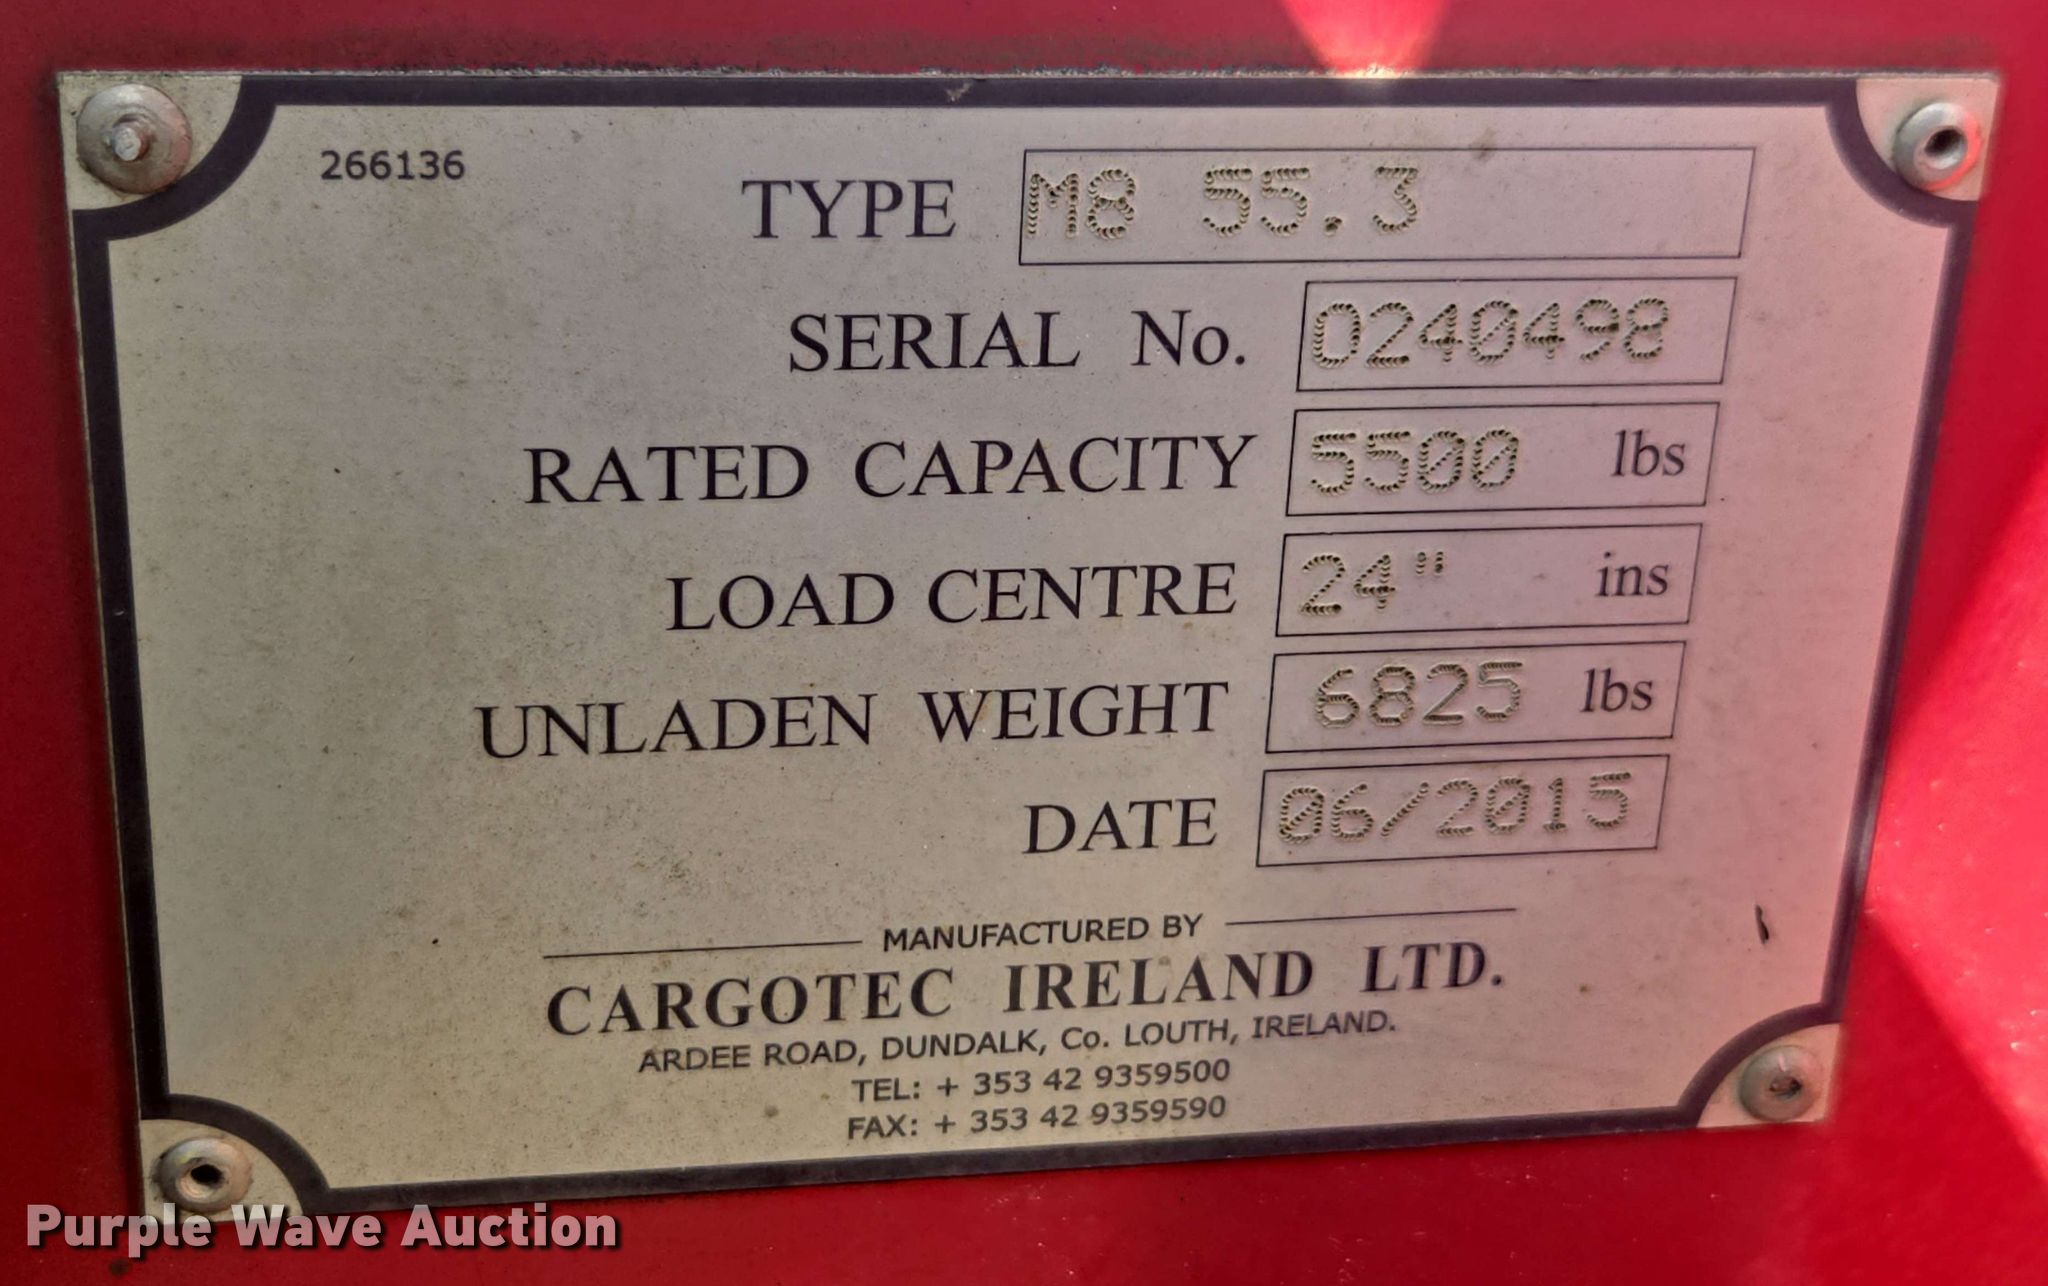 266136
TYPE M8 55.3
SERIAL No. 0240498
RATED CAPACITY 5500 lbs
LOAD CENTRE 24" ins
UNLADEN WEIGHT 6825 lbs
DATE 06/2015
MANUFACTURED BY
CARGOTEC IRELAND LTD.
ARDEE ROAD, DUNDALK, Co. LOUTH, IRELAND.
TEL: + 353 42 9359500
FAX: + 353 42 9359590
Purple Wave Auction